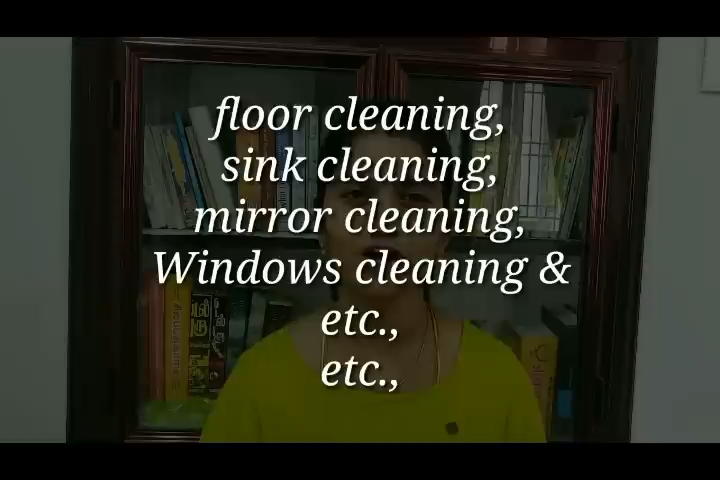 floor cleaning,
sink cleaning,
mirror cleaning,
Windows cleaning &
etc.,
etc.,